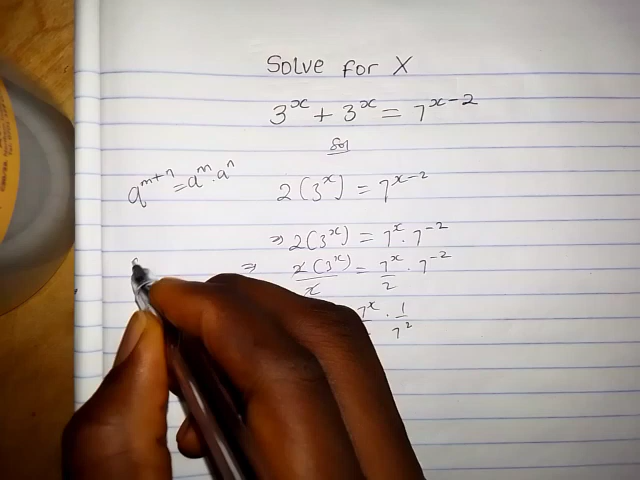 Solve for X
3^x + 3^x = 7^{x-2}
Sol
a^{m+n} = a^m . a^n
2(3^x) = 7^{x-2}
⇒ 2(3^x) = 7^x . 7^{-2}
⇒ 2(3^x)/2 = 7^x/2 . 7^{-2}
7^x . 1/7^2